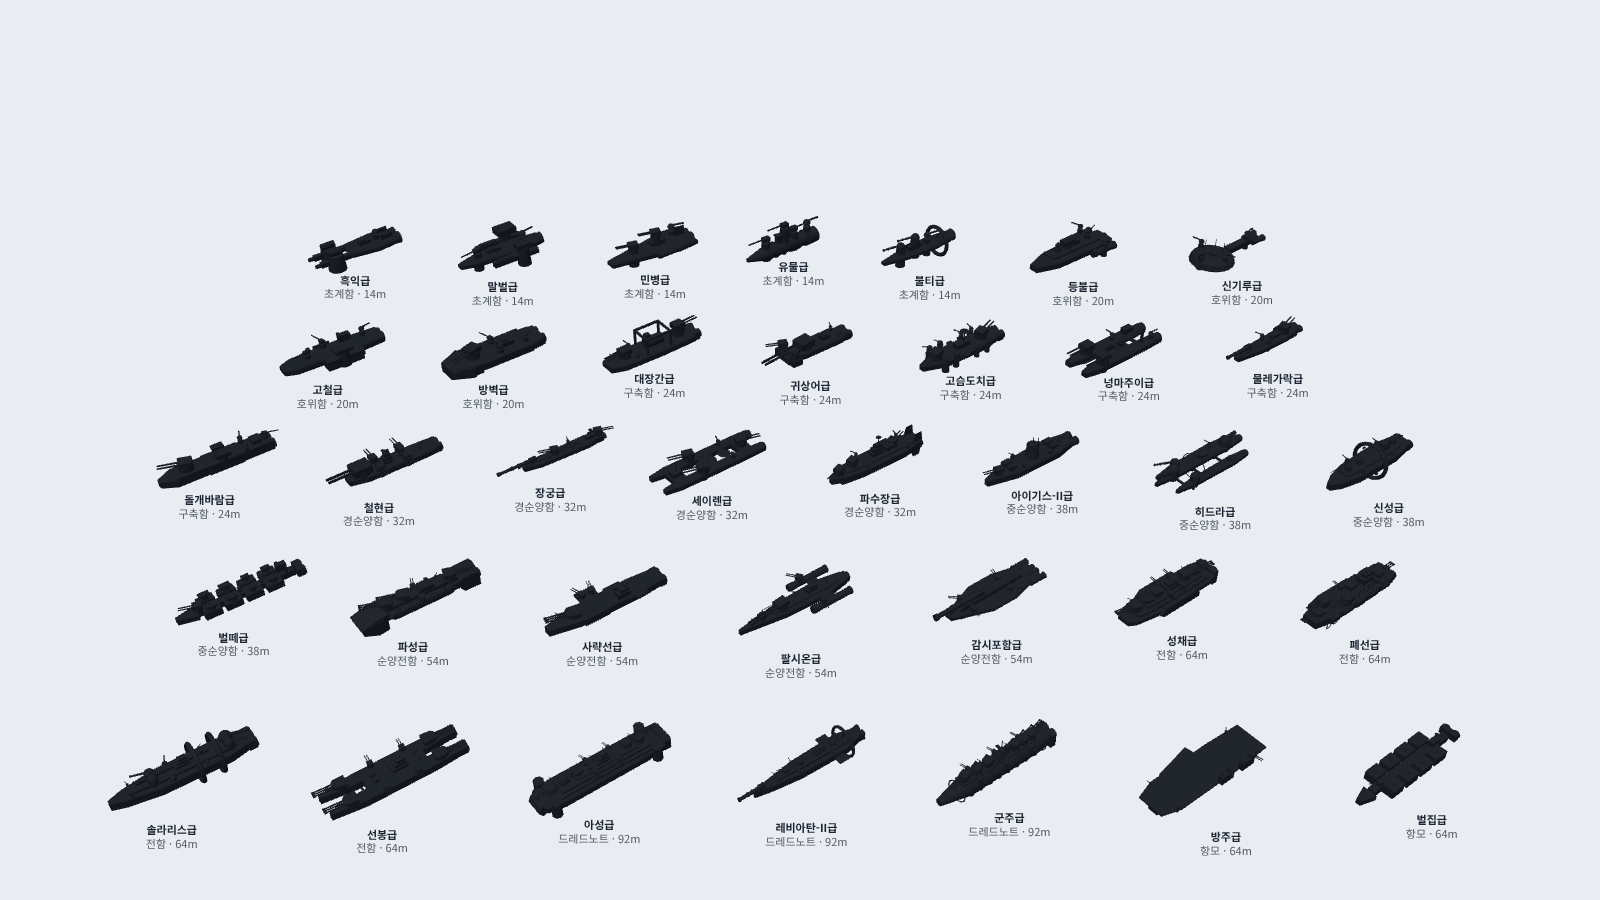 흑익급
초계함 · 14m
말벌급
초계함 · 14m
민병급
초계함 · 14m
유물급
초계함 · 14m
불티급
초계함 · 14m
등불급
호위함 · 20m
신기루급
호위함 · 20m
고철급
호위함 · 20m
방벽급
호위함 · 20m
대장간급
구축함 · 24m
귀상어급
구축함 · 24m
고슴도치급
구축함 · 24m
넝마주이급
구축함 · 24m
물레가락급
구축함 · 24m
돌개바람급
구축함 · 24m
철현급
경순양함 · 32m
장궁급
경순양함 · 32m
세이렌급
경순양함 · 32m
파수장급
경순양함 · 32m
아이기스-II급
중순양함 · 38m
히드라급
중순양함 · 38m
신성급
중순양함 · 38m
벌떼급
중순양함 · 38m
파성급
순양전함 · 54m
사략선급
순양전함 · 54m
팔시온급
순양전함 · 54m
감시포함급
순양전함 · 54m
성채급
전함 · 64m
폐선급
전함 · 64m
솔라리스급
전함 · 64m
선봉급
전함 · 64m
아성급
드레드노트 · 92m
레비아탄-II급
드레드노트 · 92m
군주급
드레드노트 · 92m
방주급
항모 · 64m
벌집급
항모 · 64m